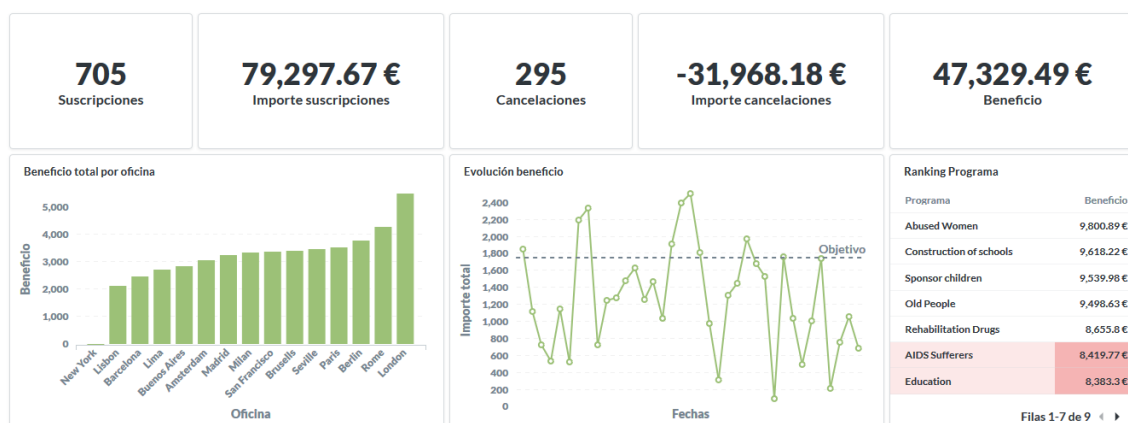 705
Suscripciones
79,297.67 €
Importe suscripciones
295
Cancelaciones
-31,968.18 €
Importe cancelaciones
47,329.49 €
Beneficio
Beneficio total por oficina
5,000
4,000
3,000
2,000
1,000
0
Beneficio
New York
Lisbon
Barcelona
Lima
Buenos Aires
Amsterdam
Madrid
Milan
San Francisco
Brusells
Seville
Paris
Berlin
Rome
London
Oficina
Evolución beneficio
2,400
2,200
2,000
1,800
1,600
1,400
1,200
1,000
800
600
400
200
0
Importe total
Objetivo
Fechas
Ranking Programa
Programa Beneficio
Abused Women 9,800.89 €
Construction of schools 9,618.22 €
Sponsor children 9,539.98 €
Old People 9,498.63 €
Rehabilitation Drugs 8,655.8 €
AIDS Sufferers 8,419.77 €
Education 8,383.3 €
Filas 1-7 de 9